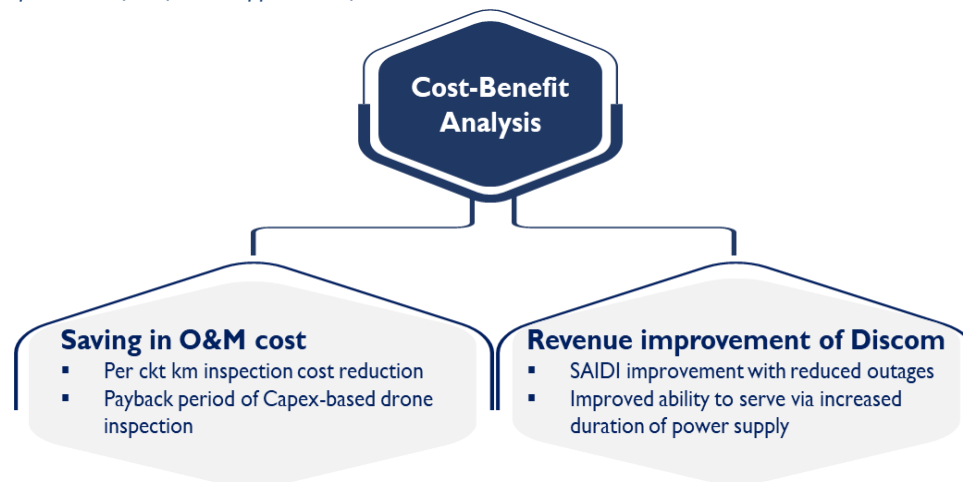 Cost-Benefit
Analysis
Saving in O&M cost
▪ Per ckt km inspection cost reduction
▪ Payback period of Capex-based drone
inspection
Revenue improvement of Discom
▪ SAIDI improvement with reduced outages
▪ Improved ability to serve via increased
duration of power supply